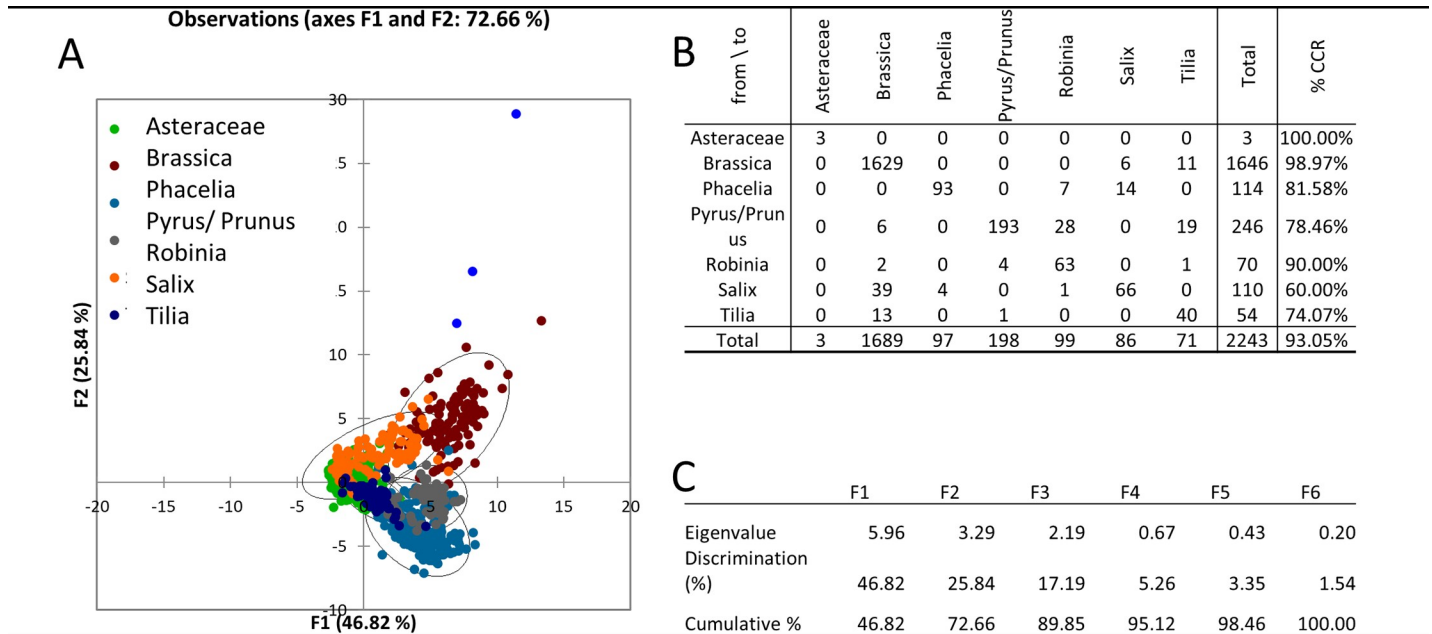 Observations (axes F1 and F2: 72.66 %)
A
30
.5
.0
.5
10
5
-20
-15
-10
-5
0
5
10
15
20
-5
-10
F2 (25.84 %)
F1 (46.82 %)
Asteraceae
Brassica
Phacelia
Pyrus/ Prunus
Robinia
Salix
Tilia
B
from \ to Asteraceae Brassica Phacelia Pyrus/Prunus Robinia Salix Tilia Total % CCR
Asteraceae 3 0 0 0 0 0 0 3 100.00%
Brassica 0 1629 0 0 0 6 11 1646 98.97%
Phacelia 0 0 93 0 7 14 0 114 81.58%
Pyrus/Prun
us 0 6 0 193 28 0 19 246 78.46%
Robinia 0 2 0 4 63 0 1 70 90.00%
Salix 0 39 4 0 1 66 0 110 60.00%
Tilia 0 13 0 1 0 0 40 54 74.07%
Total 3 1689 97 198 99 86 71 2243 93.05%
C
F1 F2 F3 F4 F5 F6
Eigenvalue 5.96 3.29 2.19 0.67 0.43 0.20
Discrimination
(%) 46.82 25.84 17.19 5.26 3.35 1.54
Cumulative % 46.82 72.66 89.85 95.12 98.46 100.00